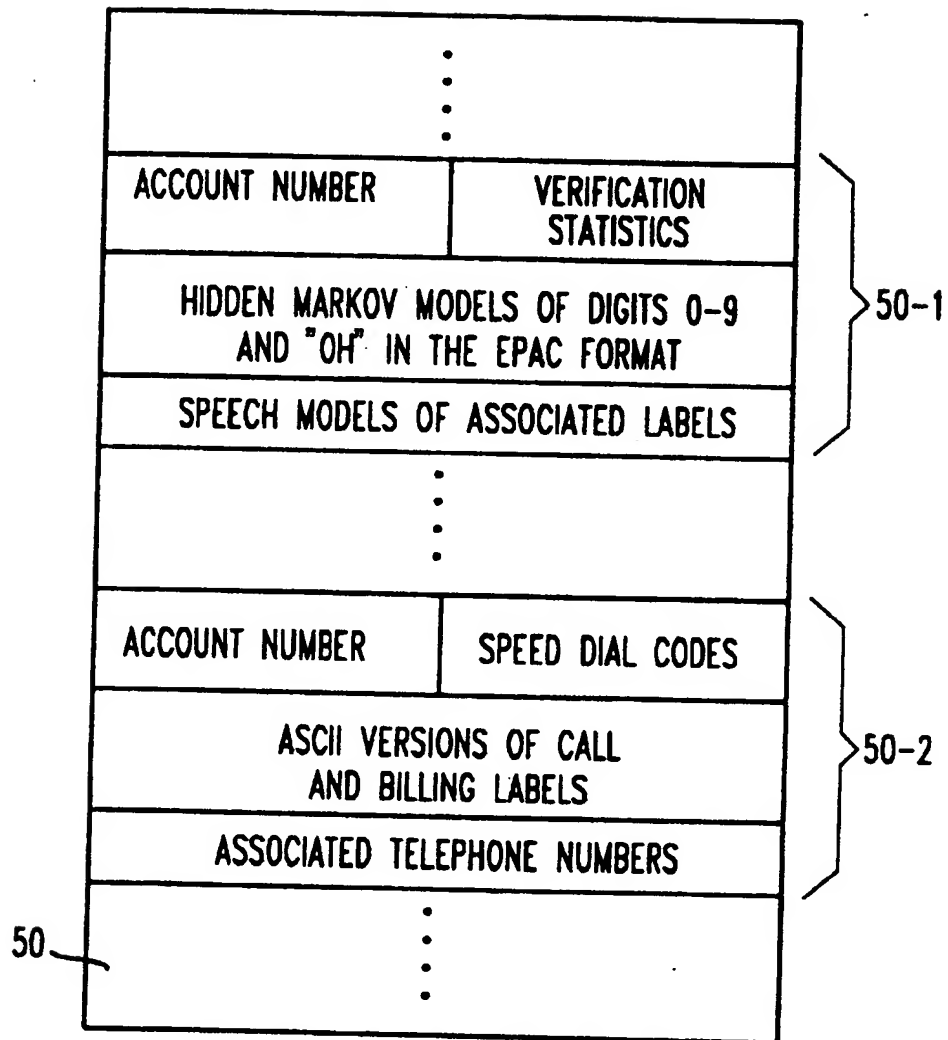 ACCOUNT NUMBER
VERIFICATION
STATISTICS
HIDDEN MARKOV MODELS OF DIGITS 0-9
AND "OH" IN THE EPAC FORMAT
SPEECH MODELS OF ASSOCIATED LABELS
50-1
ACCOUNT NUMBER
SPEED DIAL CODES
ASCII VERSIONS OF CALL
AND BILLING LABELS
ASSOCIATED TELEPHONE NUMBERS
50-2
50